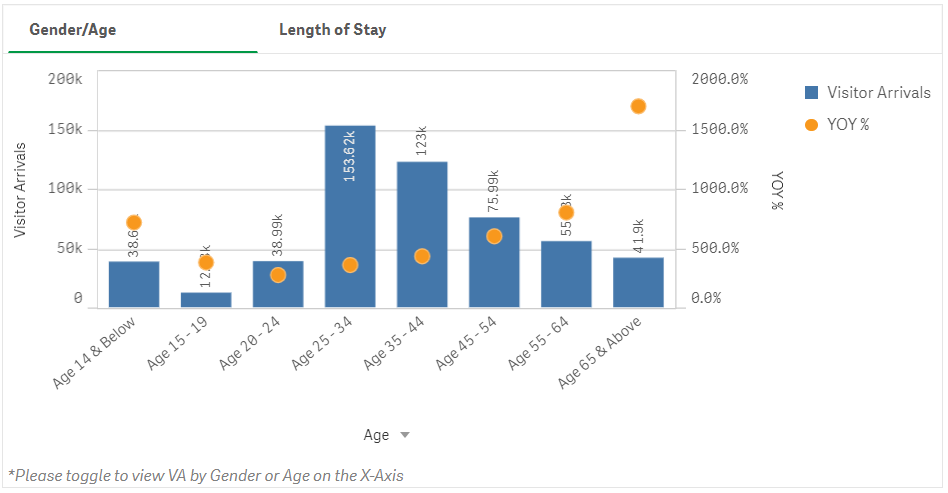 Gender/Age
Length of Stay
200k
150k
100k
50k
0
Visitor Arrivals
2000.0%
1500.0%
1000.0%
500.0%
0.0%
YOY %
Visitor Arrivals
YOY %
153.62k
123k
38.99k
75.99k
41.9k
Age 14 & Below
Age 15 - 19
Age 20 - 24
Age 25 - 34
Age 35 - 44
Age 45 - 54
Age 55 - 64
Age 65 & Above
Age
*Please toggle to view VA by Gender or Age on the X-Axis